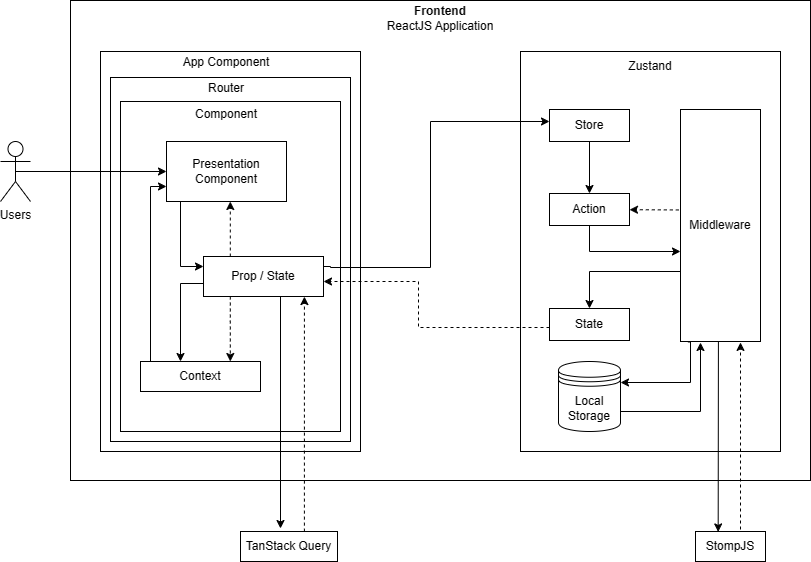 Frontend
ReactJS Application
App Component
Router
Component
Presentation
Component
Users
Prop / State
Context
Zustand
Store
Action
Middleware
State
Local
Storage
TanStack Query
StompJS